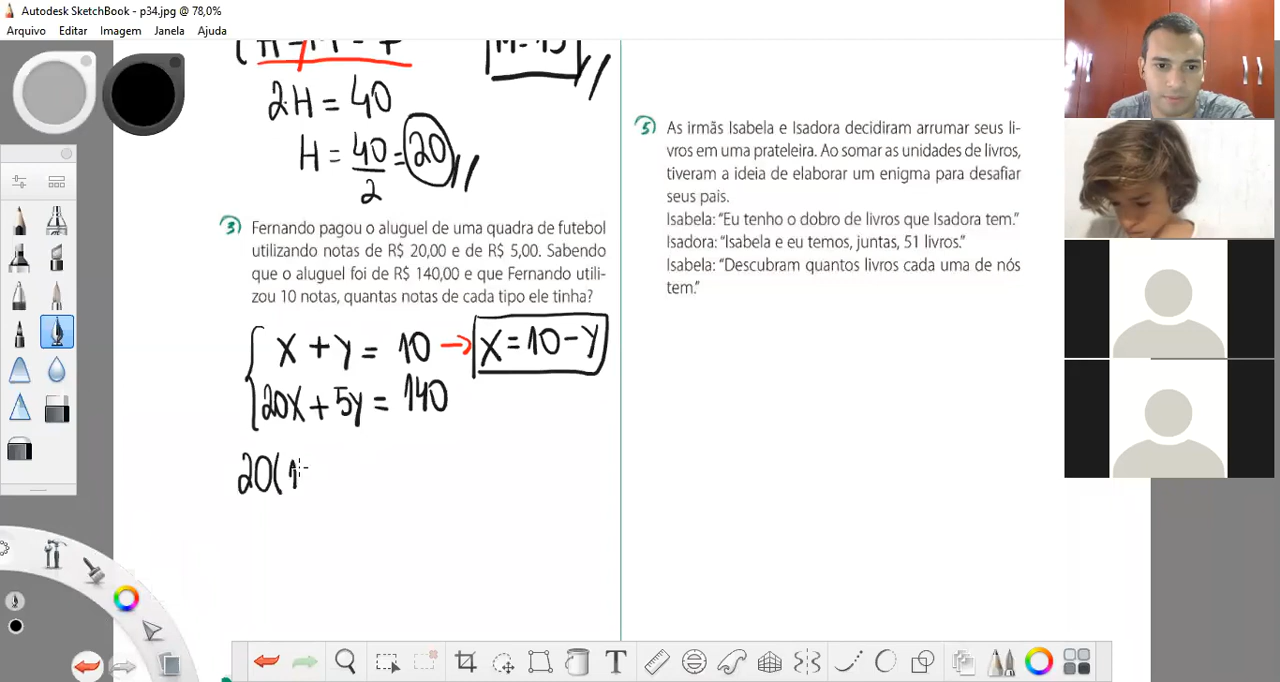 Autodesk SketchBook - p34.jpg @ 78,0%
Arquivo Editar Imagem Janela Ajuda
2H = 40
H = 40/2 = 20
3 Fernando pagou o aluguel de uma quadra de futebol
utilizando notas de R$ 20,00 e de R$ 5,00. Sabendo
que o aluguel foi de R$ 140,00 e que Fernando utili-
zou 10 notas, quantas notas de cada tipo ele tinha?
x + y = 10 → x = 10 - y
20x + 5y = 140
20(1
5 As irmãs Isabela e Isadora decidiram arrumar seus li-
vros em uma prateleira. Ao somar as unidades de livros,
tiveram a ideia de elaborar um enigma para desafiar
seus pais.
Isabela: “Eu tenho o dobro de livros que Isadora tem.”
Isadora: “Isabela e eu temos, juntas, 51 livros.”
Isabela: “Descubram quantos livros cada uma de nós
tem.”
T